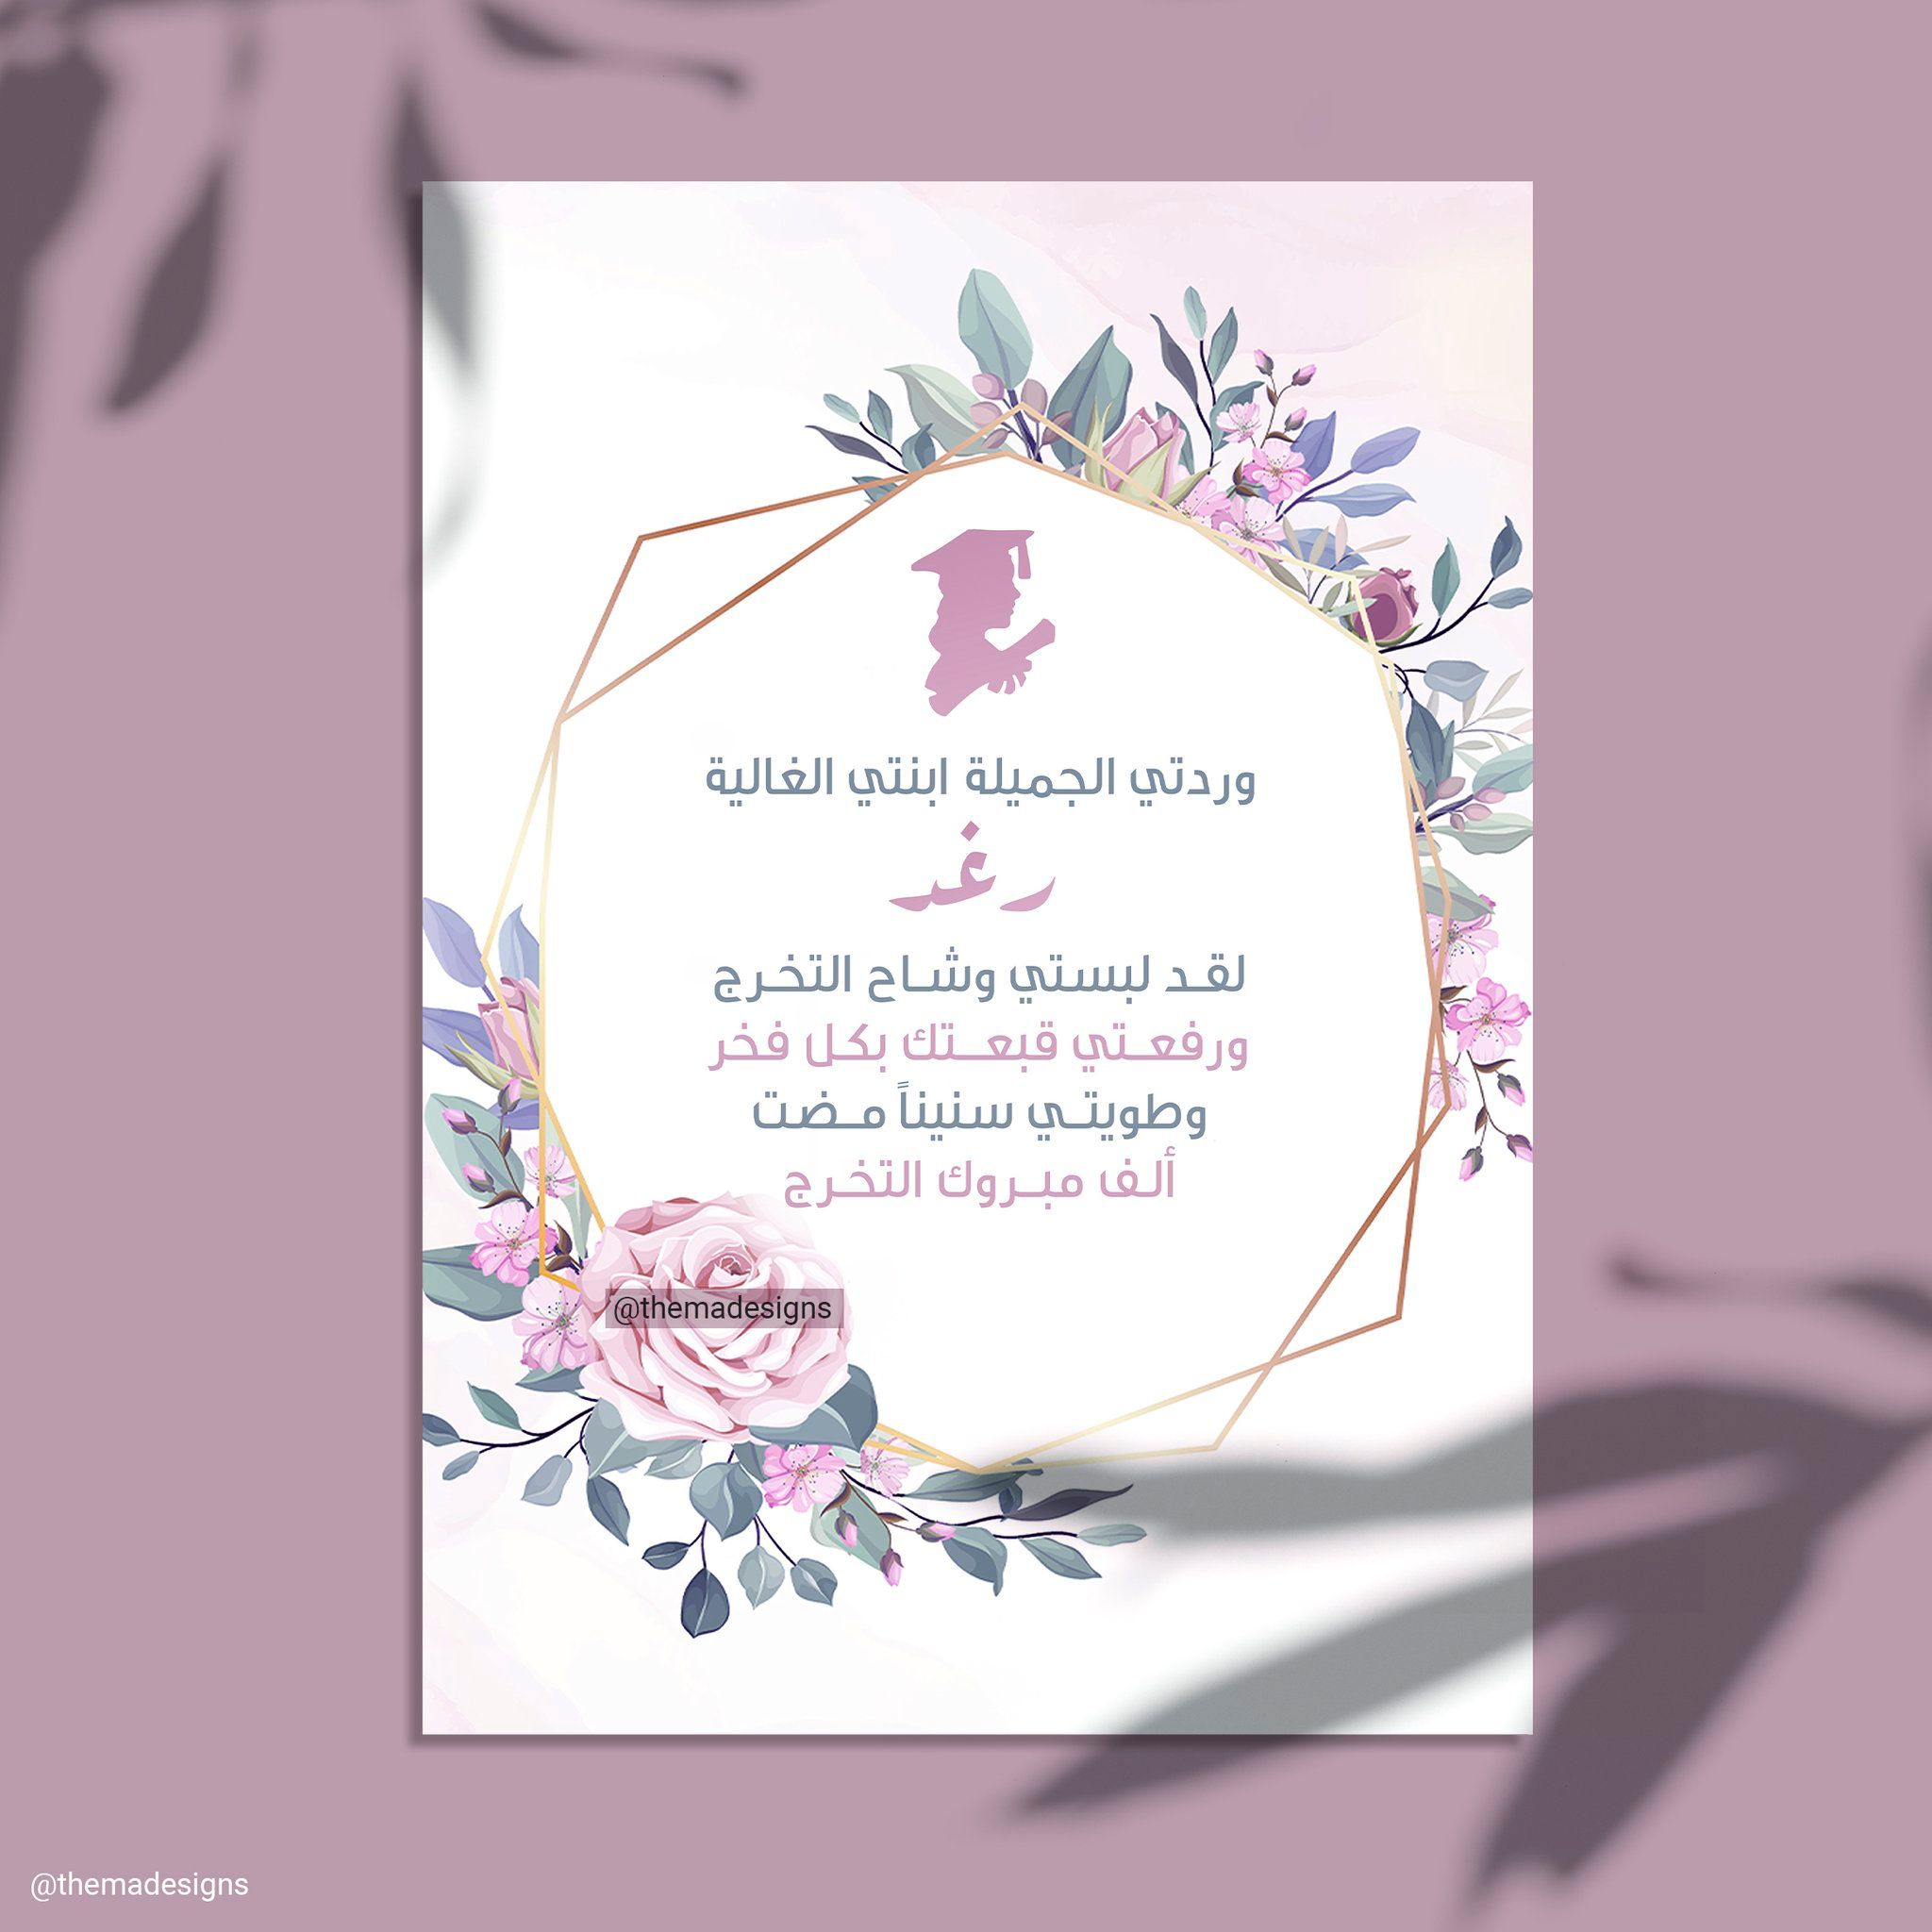 وردتي الجميلة ابنتي الغالية
رغد
لقد لبستي وشاح التخرج
ورفعتي قبعتك بكل فخر
وطويتي سنيناً مضت
ألف مبروك التخرج
@themadesigns
@themadesigns